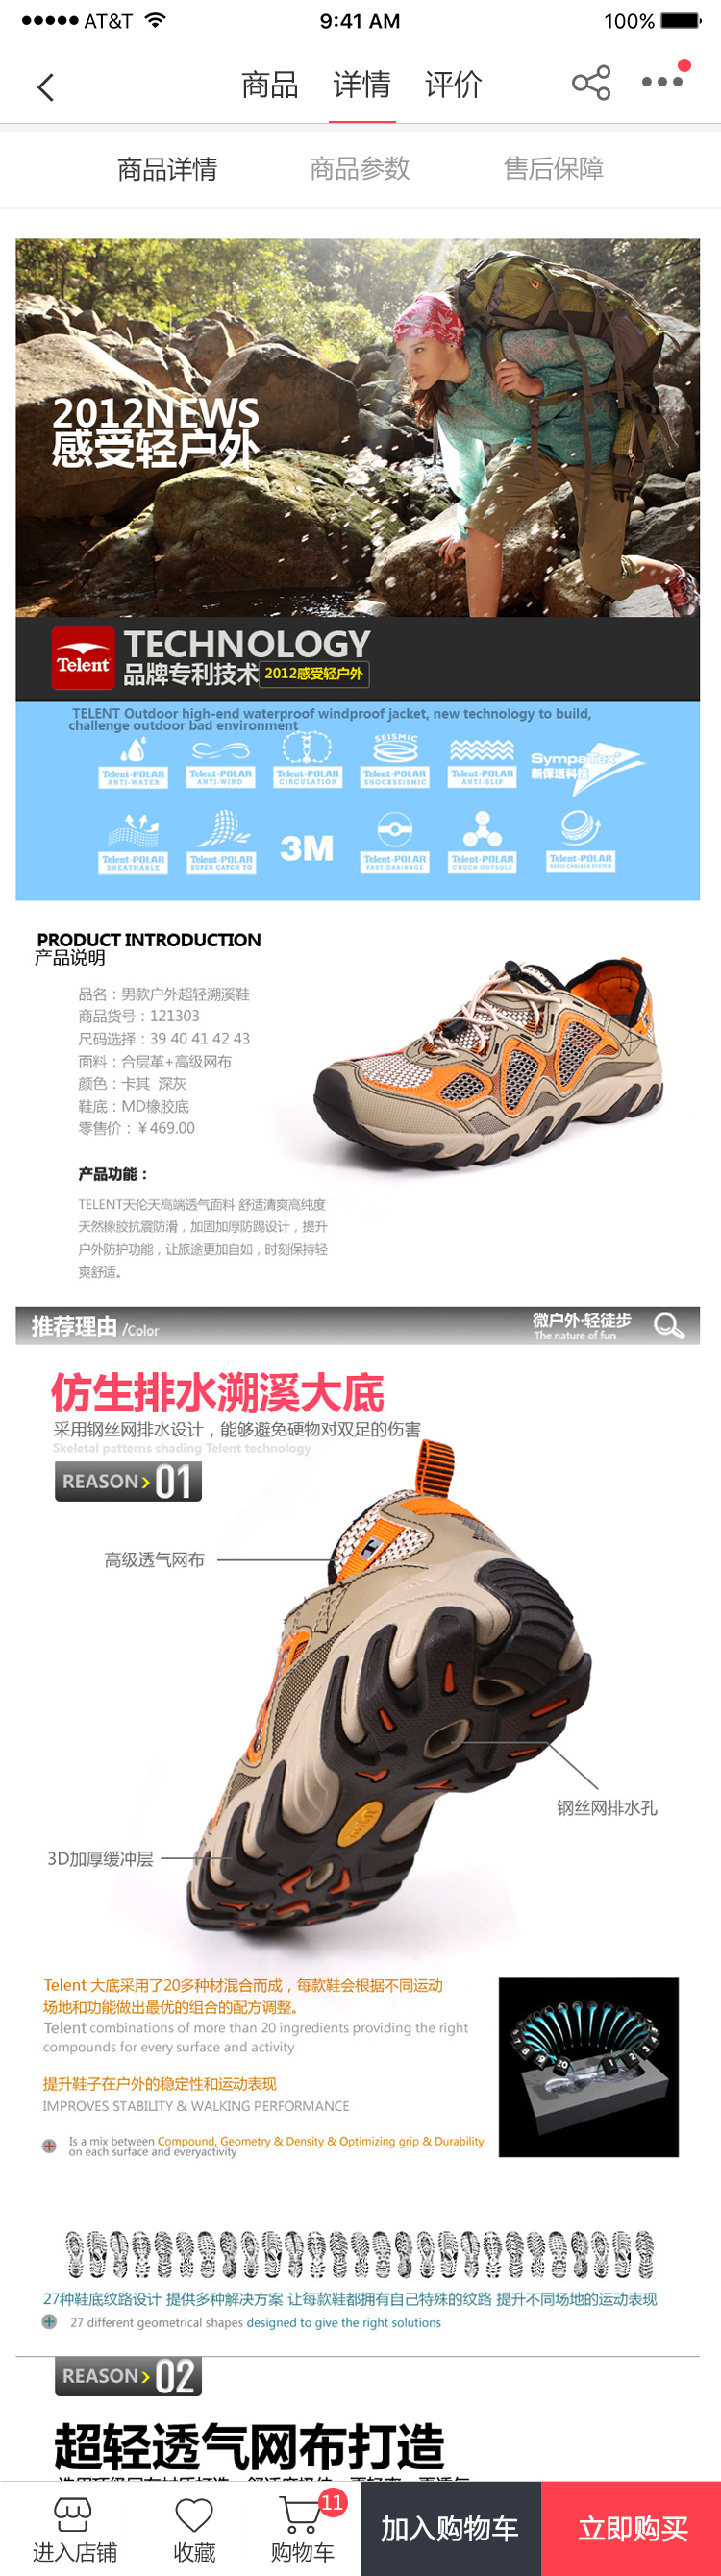 AT&T 9:41 AM 100%
商品 详情 评价
商品详情 商品参数 售后保障
2012NEWS
感受轻户外
Telent
TECHNOLOGY
品牌专利技术 2012感受轻户外
TELENT Outdoor high-end waterproof windproof jacket, new technology to build,
challenge outdoor bad environment
SEISMIC
Telent-POLAR ANTI-WATER
Telent-POLAR ANTI-WIND
Telent-POLAR CIRCULATION
Telent-POLAR SHOCKSEISMIC
Telent-POLAR ANTI-SLIP
SympaTex®
新保暖科技
Telent-POLAR BREATHABLE
Telent-POLAR SUPER CATCH TO
3M
Telent-POLAR FAST DRAINAGE
Telent-POLAR CHUCH OUTSOLE
Telent-POLAR
PRODUCT INTRODUCTION
产品说明
品名：男款户外超轻溯溪鞋
商品货号：121303
尺码选择：39 40 41 42 43
面料：合层革+高级网布
颜色：卡其 深灰
鞋底：MD橡胶底
零售价：￥469.00
产品功能：
TELENT天伦天高端透气面料 舒适清爽高纯度
天然橡胶抗震防滑，加固加厚防踢设计，提升
户外防护功能，让旅途更加自如，时刻保持轻
爽舒适。
推荐理由 /Color 微户外·轻徒步
The nature of fun
仿生排水溯溪大底
采用钢丝网排水设计，能够避免硬物对双足的伤害
Skeletal patterns shading Telent technology
REASON › 01
高级透气网布
钢丝网排水孔
3D加厚缓冲层
Telent 大底采用了20多种材混合而成，每款鞋会根据不同运动
场地和功能做出最优的组合的配方调整。
Telent combinations of more than 20 ingredients providing the right
compounds for every surface and activity
提升鞋子在户外的稳定性和运动表现
IMPROVES STABILITY & WALKING PERFORMANCE
Is a mix between Compound, Geometry & Density & Optimizing grip & Durability
on each surface and everyactivity
27种鞋底纹路设计 提供多种解决方案 让每款鞋都拥有自己特殊的纹路 提升不同场地的运动表现
27 different geometrical shapes designed to give the right solutions
REASON › 02
超轻透气网布打造
11
进入店铺 收藏 购物车 加入购物车 立即购买